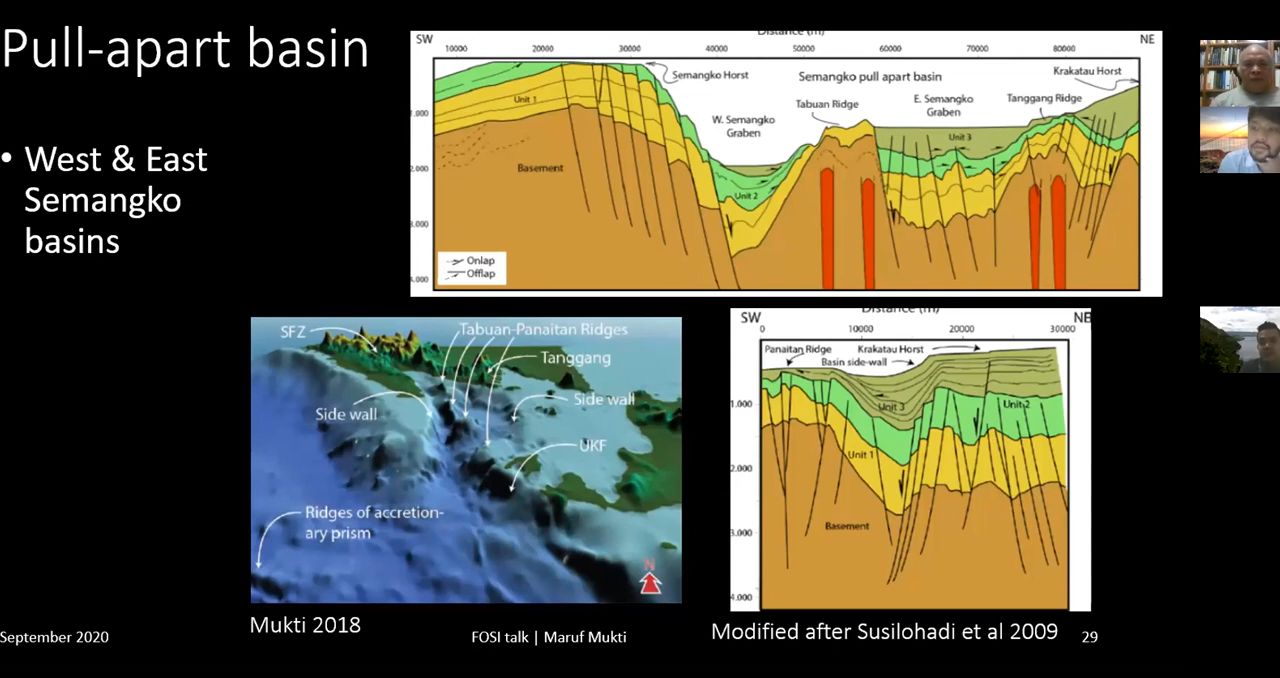 Pull-apart basin
• West & East
Semangko
basins
Distance (m)
SW
NE
10000
20000
30000
40000
50000
60000
70000
80000
Semangko Horst
Semangko pull apart basin
Krakatau Horst
Tabuan Ridge
E. Semangko
Graben
Tanggang Ridge
W. Semangko
Graben
Unit 1
Unit 3
Basement
Unit 2
1.000
2.000
3.000
4.000
Onlap
Offlap
SFZ
Tabuan-Panaitan Ridges
Tanggang
Side wall
Side wall
UKF
Ridges of accretion-
ary prism
N
Mukti 2018
Distance (m)
SW
NE
0
10000
20000
30000
Panaitan Ridge
Krakatau Horst
Basin side-wall
1.000
Unit 3
Unit 2
Unit 1
2.000
Basement
3.000
4.000
Modified after Susilohadi et al 2009
September 2020
FOSI talk | Maruf Mukti
29